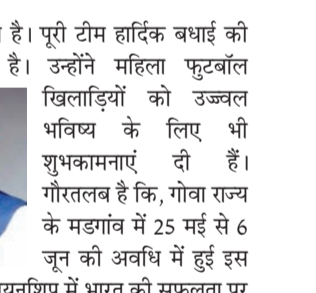 है। पूरी टीम हार्दिक बधाई की
है। उन्होंने महिला फुटबॉल
खिलाड़ियों को उज्ज्वल
भविष्य के लिए भी
शुभकामनाएं दी हैं।
गौरतलब है कि, गोवा राज्य
के मडगांव में 25 मई से 6
जून की अवधि में हुई इस
में भारत की सफलता पर